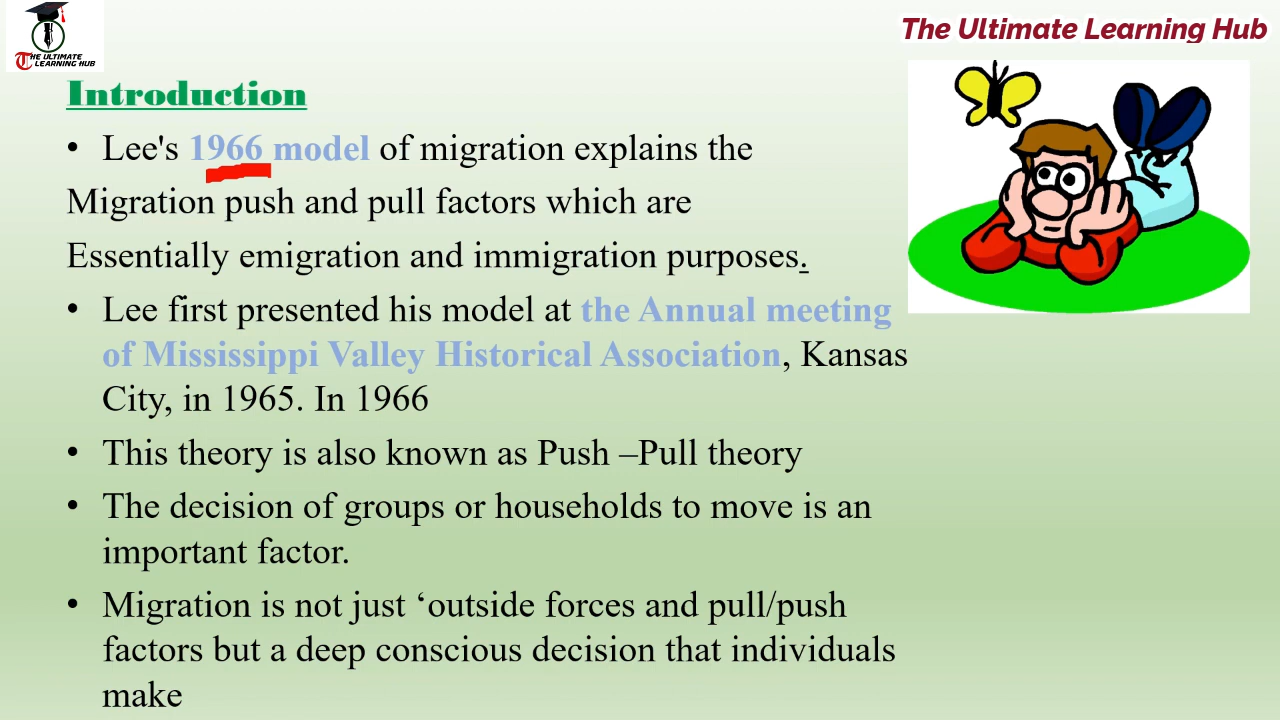 THE ULTIMATE
LEARNING HUB
The Ultimate Learning Hub
Introduction
• Lee's 1966 model of migration explains the
Migration push and pull factors which are
Essentially emigration and immigration purposes.
• Lee first presented his model at the Annual meeting
of Mississippi Valley Historical Association, Kansas
City, in 1965. In 1966
• This theory is also known as Push –Pull theory
• The decision of groups or households to move is an
important factor.
• Migration is not just ‘outside forces and pull/push
factors but a deep conscious decision that individuals
make